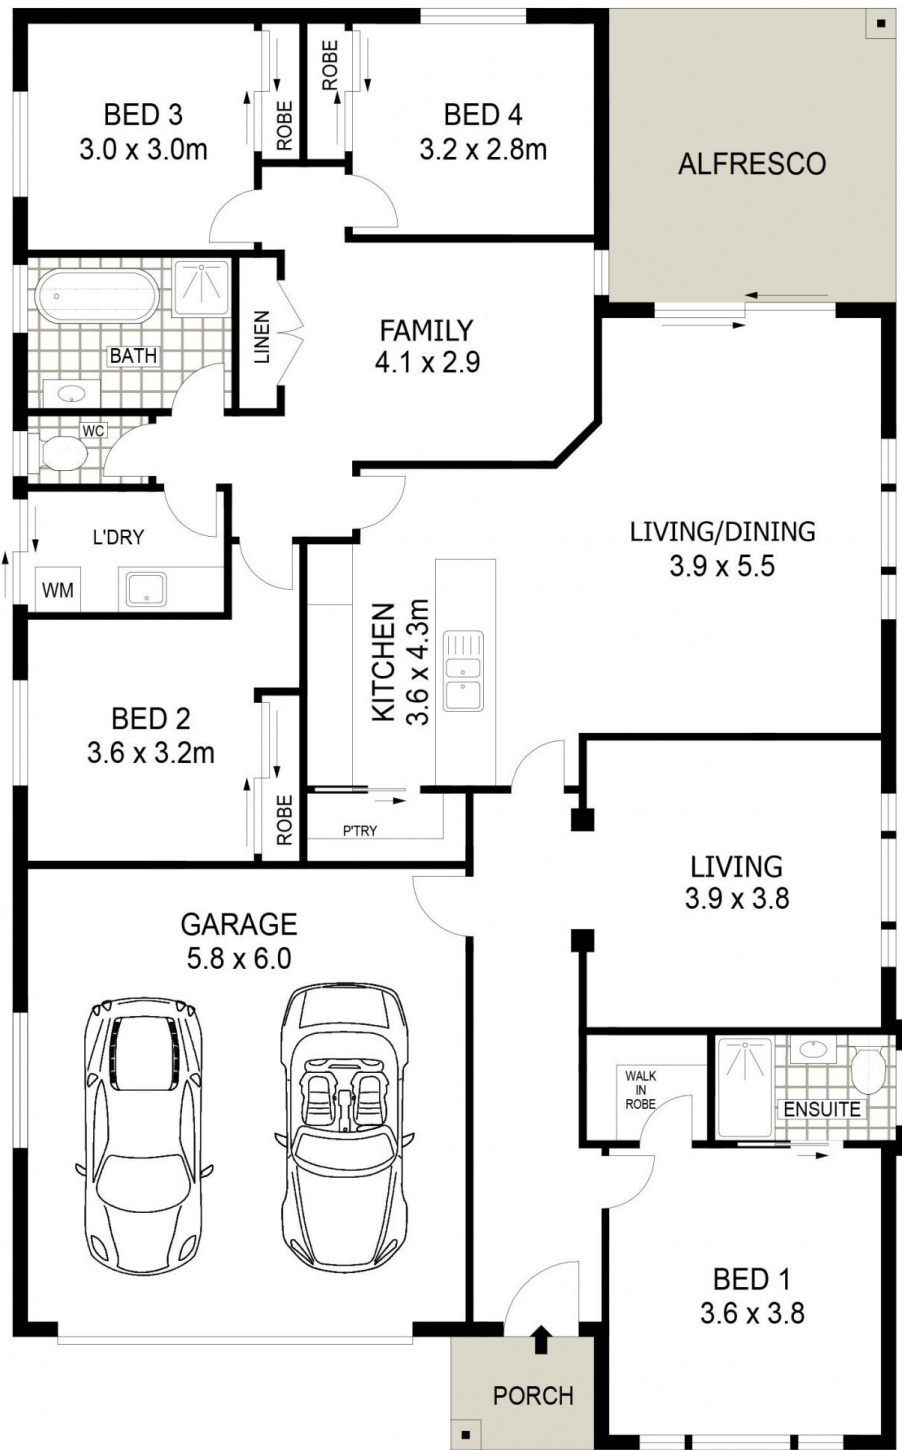 BED 3
3.0 x 3.0m
ROBE
ROBE
BED 4
3.2 x 2.8m
ALFRESCO
BATH
LINEN
FAMILY
4.1 x 2.9
WC
L'DRY
WM
LIVING/DINING
3.9 x 5.5
KITCHEN
3.6 x 4.3m
BED 2
3.6 x 3.2m
ROBE
P'TRY
LIVING
3.9 x 3.8
GARAGE
5.8 x 6.0
WALK
IN
ROBE
ENSUITE
BED 1
3.6 x 3.8
PORCH